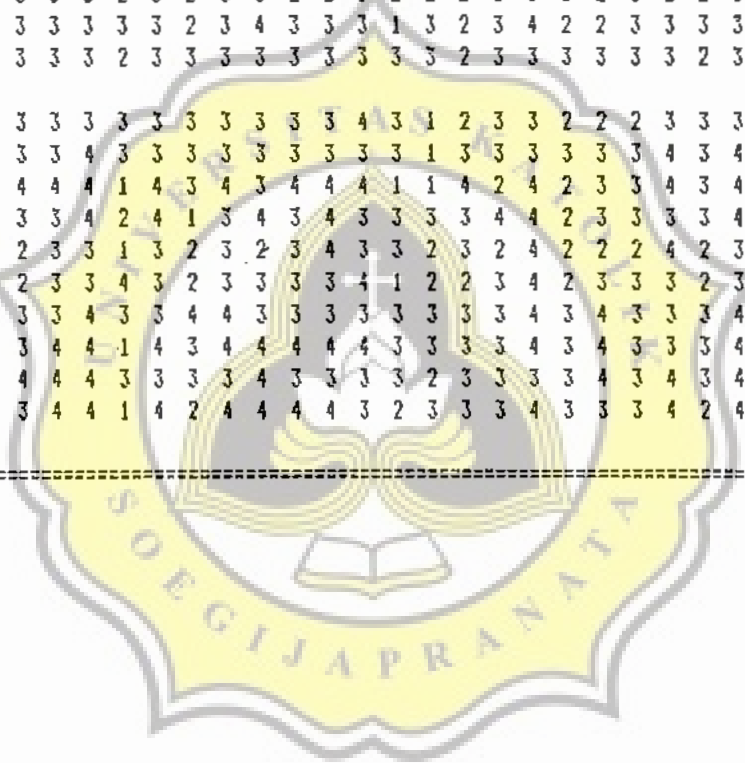 3 3 3 3 3 2 3 4 3 3 3 1 3 2 3 4 2 2 3 3 3 3
3 3 3 2 3 3 3 3 3 3 3 3 3 2 3 3 3 3 3 3 2 3
3 3 3 3 3 3 3 3 3 3 4 3 1 2 3 3 2 2 2 3 3 3
3 3 4 3 3 3 3 3 3 3 3 3 1 3 3 3 3 3 3 4 3 4
4 4 4 1 4 3 4 3 4 4 4 1 1 4 2 4 2 3 3 4 3 4
3 3 4 2 4 1 3 4 3 4 3 3 3 3 4 4 2 3 3 3 3 4
2 3 3 1 3 2 3 2 3 4 3 3 2 3 2 4 2 2 2 4 2 3
2 3 3 4 3 2 3 3 3 3 4 1 2 2 3 4 2 3 3 3 2 3
3 3 4 3 3 4 4 3 3 3 3 3 3 3 3 4 3 4 3 3 3 4
3 4 4 1 4 3 4 4 4 4 4 3 3 3 3 4 3 4 3 3 3 4
4 4 4 3 3 3 3 4 3 3 3 3 2 3 3 3 3 4 3 4 3 4
3 4 4 1 4 2 4 4 4 4 3 2 3 3 3 4 3 3 3 4 2 4
UNIVERSITAS KATOLIK
SOEGIJAPRANATA